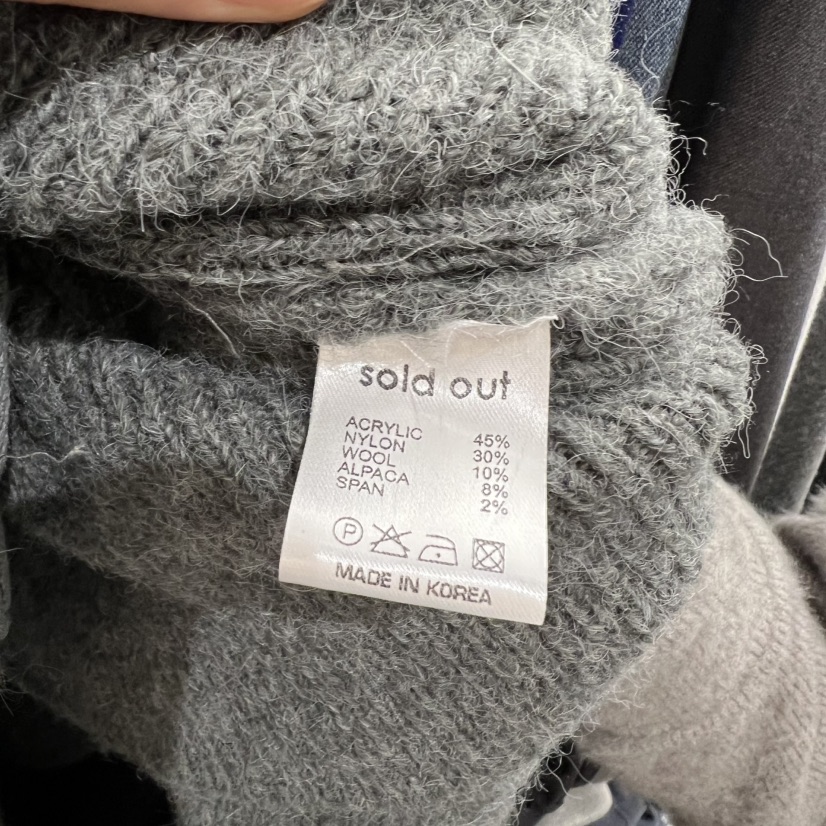 sold out
ACRYLIC 45%
NYLON 30%
WOOL 10%
ALPACA 8%
SPAN 2%
P
MADE IN KOREA